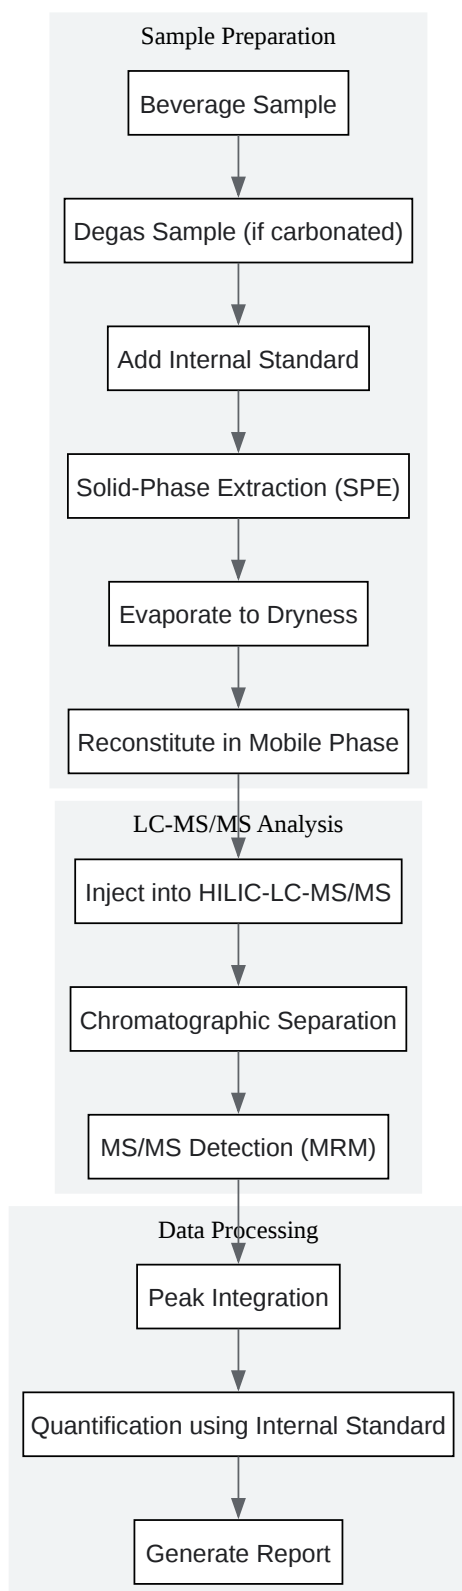 Sample Preparation
Beverage Sample
Degas Sample (if carbonated)
Add Internal Standard
Solid-Phase Extraction (SPE)
Evaporate to Dryness
Reconstitute in Mobile Phase
LC-MS/MS Analysis
Inject into HILIC-LC-MS/MS
Chromatographic Separation
MS/MS Detection (MRM)
Data Processing
Peak Integration
Quantification using Internal Standard
Generate Report